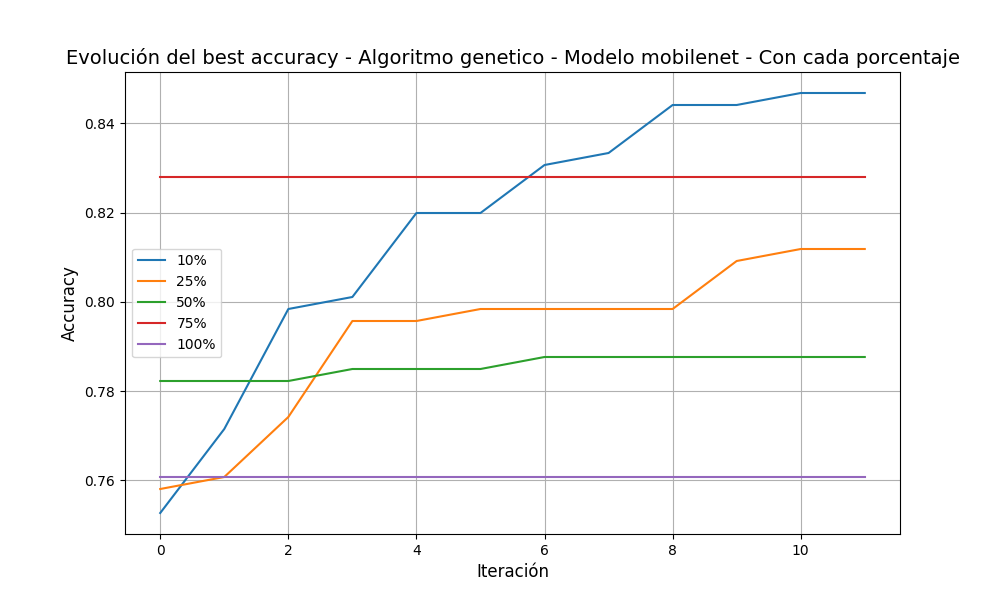 Evolución del best accuracy - Algoritmo genetico - Modelo mobilenet - Con cada porcentaje
0.84
0.82
0.80
0.78
0.76
Accuracy
10%
25%
50%
75%
100%
0 2 4 6 8 10
Iteración